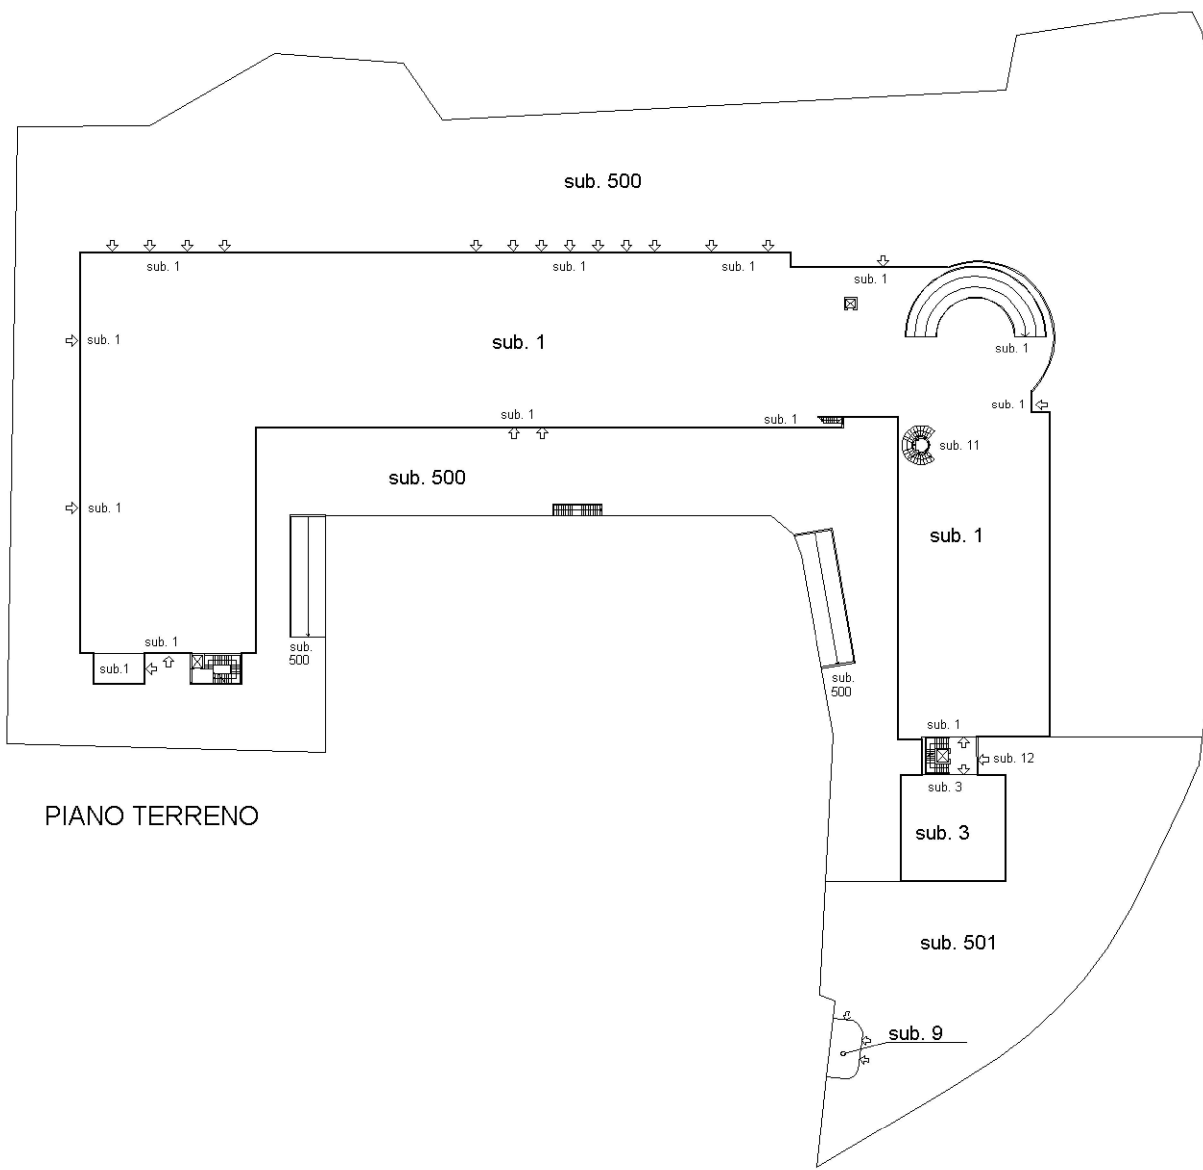 sub. 500
sub. 1
sub. 1
sub. 1
sub. 1
sub. 1
sub. 1
sub. 1
sub. 1
sub. 1
sub. 1
sub. 11
sub. 500
sub. 1
sub. 1
sub. 1
sub.1
sub.
500
sub.
500
sub. 1
sub. 12
sub. 3
PIANO TERRENO
sub. 3
sub. 501
sub. 9